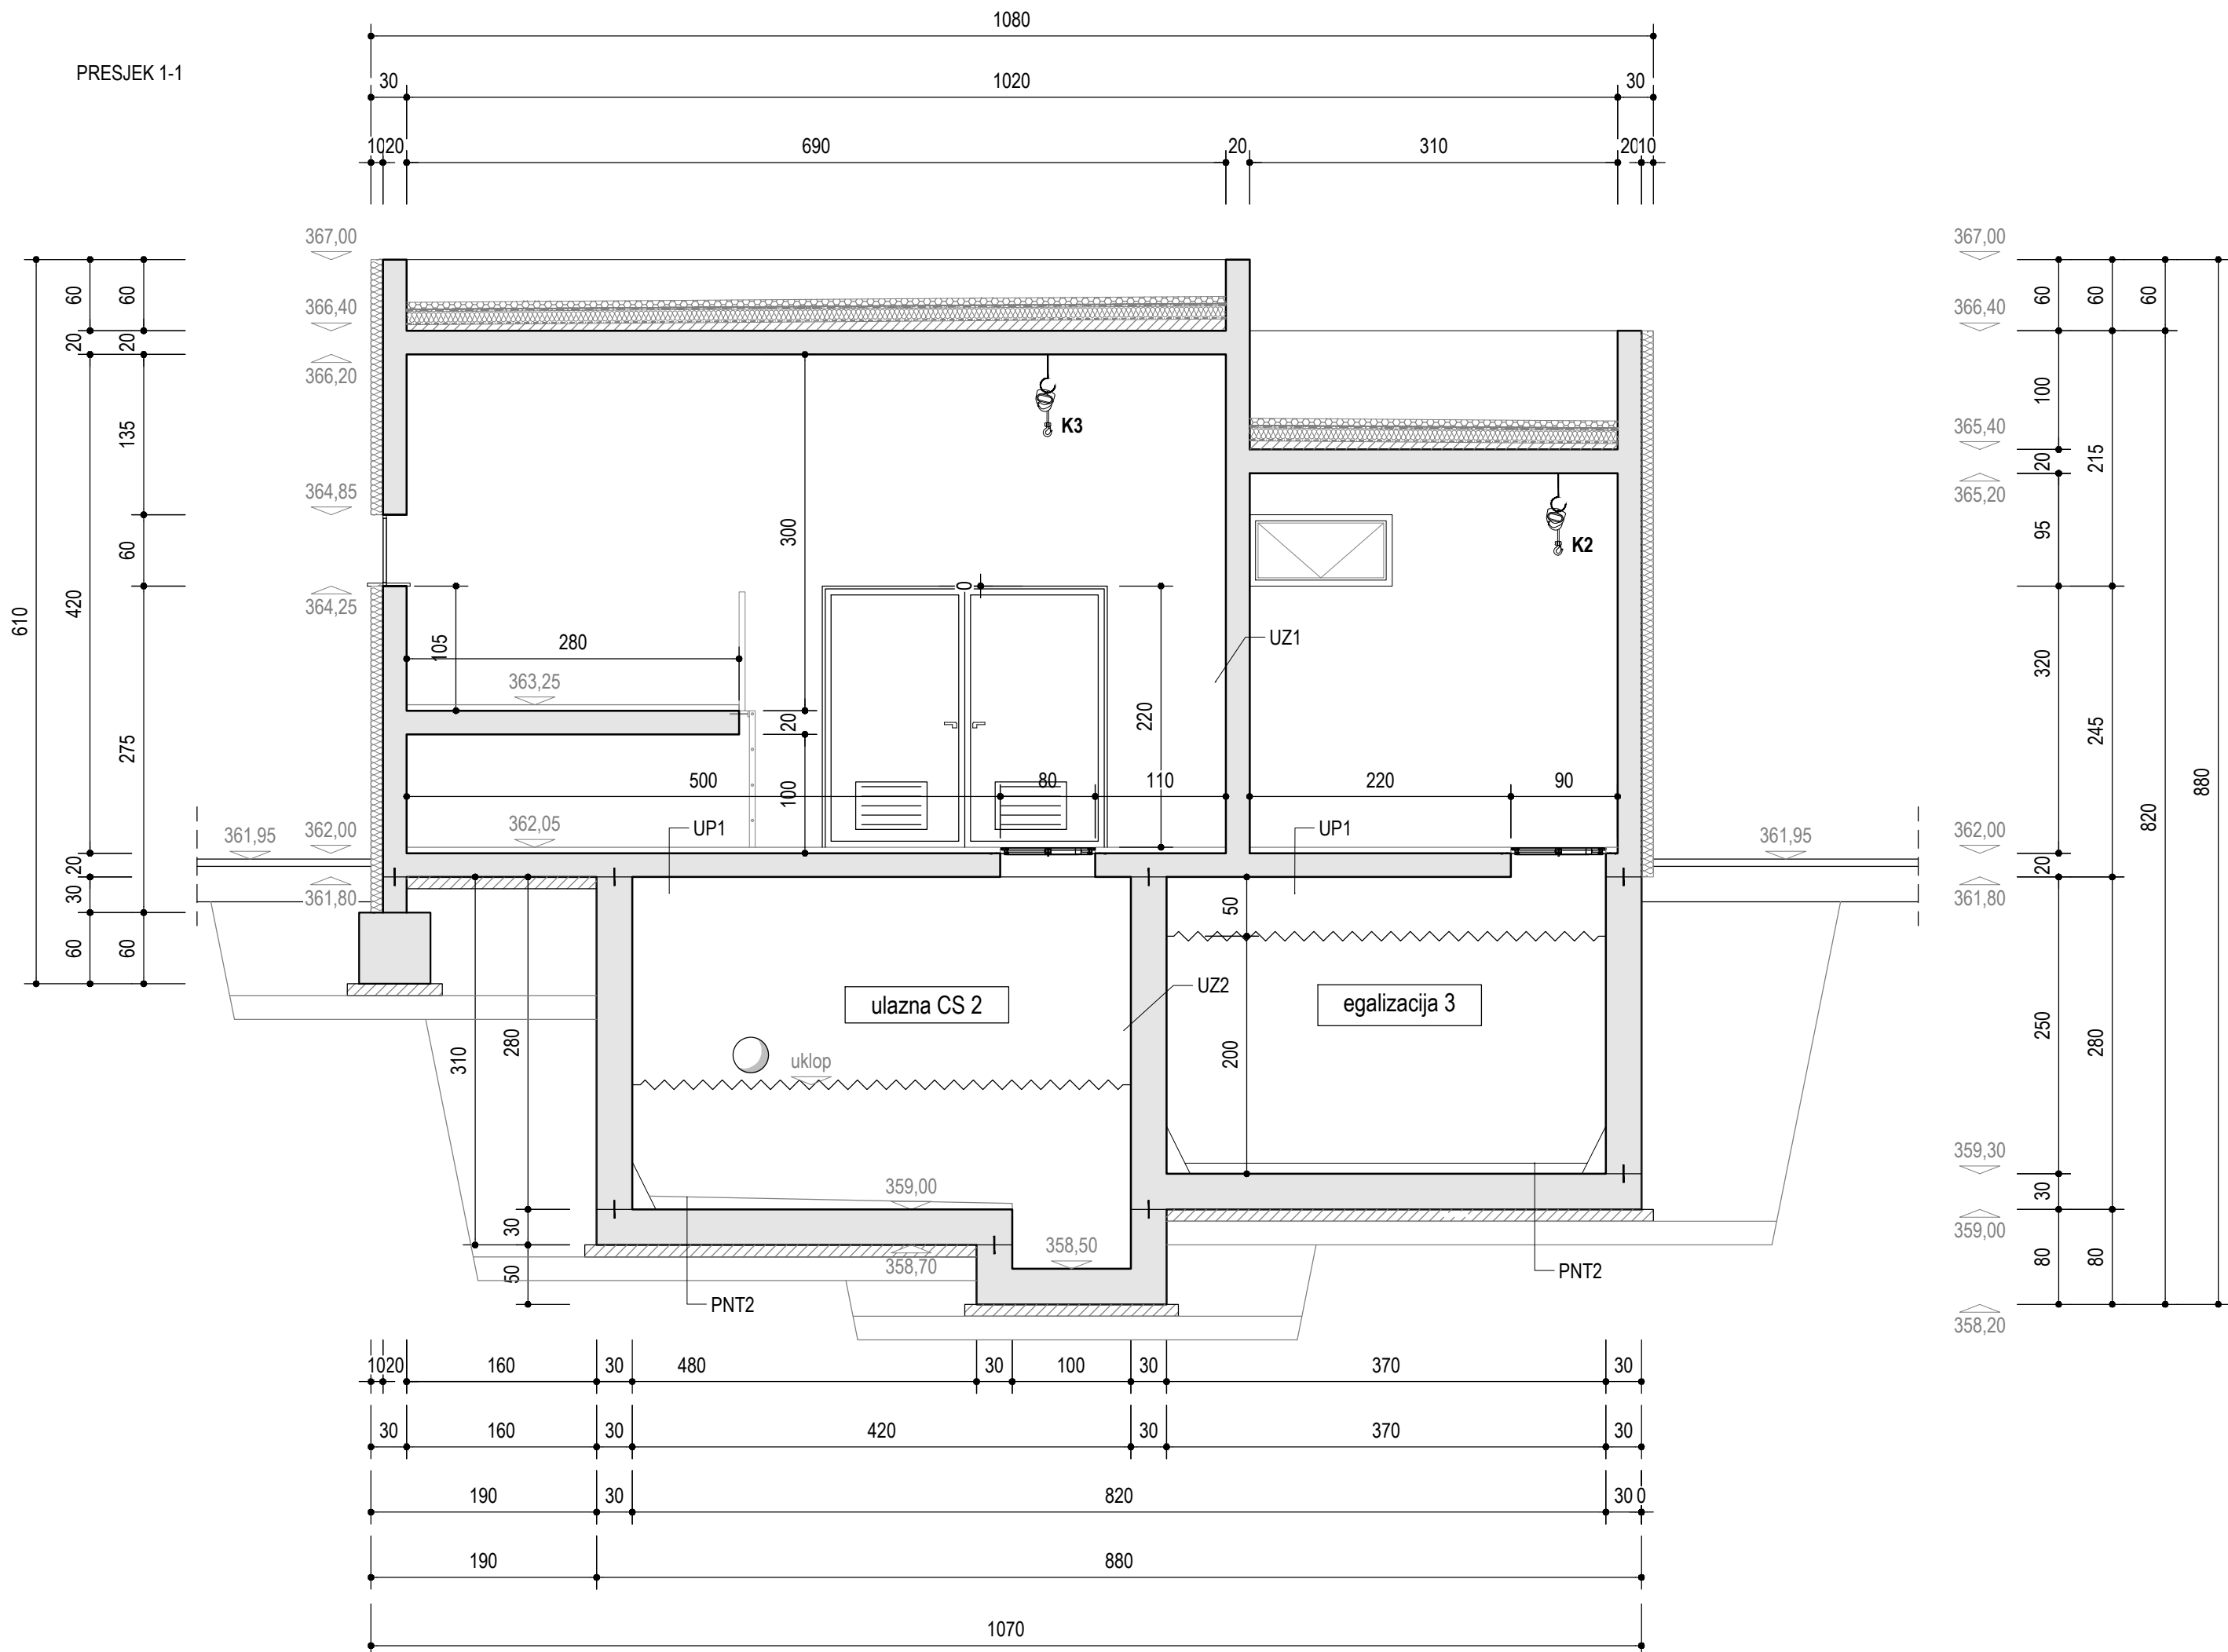 1080
PRESJEK 1-1
30 1020 30
10 20 690 20 310 20 10
367,00 367,00
60 60 60 60 60
366,40 366,40
20 20
366,20
100
K3
135
365,40
20 215
365,20
364,85
300 95
60 K2
364,25
420 610
105 280 UZ1
320
363,25
20 220
275 245
500 80 110 220 90
100 880
820
361,95 362,00 362,05 UP1 UP1 361,95 362,00
20 20
30 361,80 361,80
50
60 60
ulazna CS 2 UZ2 egalizacija 3
310 280 200 250 280
uklop
359,30
359,00
30 30
358,50 359,00
358,70 80 80
50 PNT2
PNT2
358,20
10 20 160 30 480 30 100 30 370 30
30 160 30 420 30 370 30
190 30 820 30 0
190 880
1070